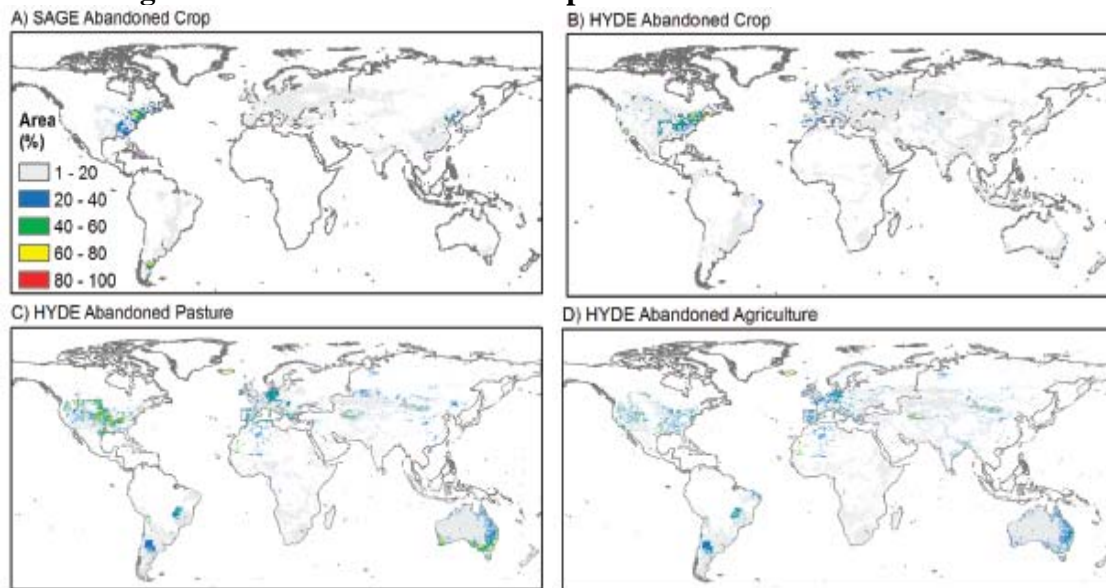 A) SAGE Abandoned Crop
B) HYDE Abandoned Crop
Area
(%)
1 - 20
20 - 40
40 - 60
60 - 80
80 - 100
C) HYDE Abandoned Pasture
D) HYDE Abandoned Agriculture